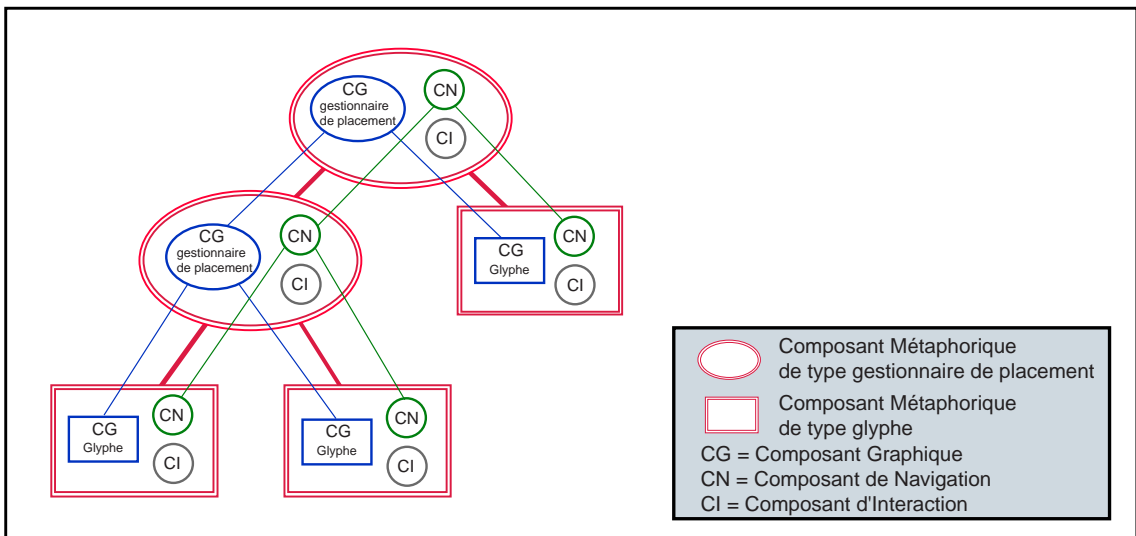 CG
gestionnaire
de placement
CN
CI
CG
gestionnaire
de placement
CN
CI
CG
Glyphe
CN
CI
CG
Glyphe
CN
CI
CG
Glyphe
CN
CI
Composant Métaphorique
de type gestionnaire de placement
Composant Métaphorique
de type glyphe
CG = Composant Graphique
CN = Composant de Navigation
CI = Composant d'Interaction